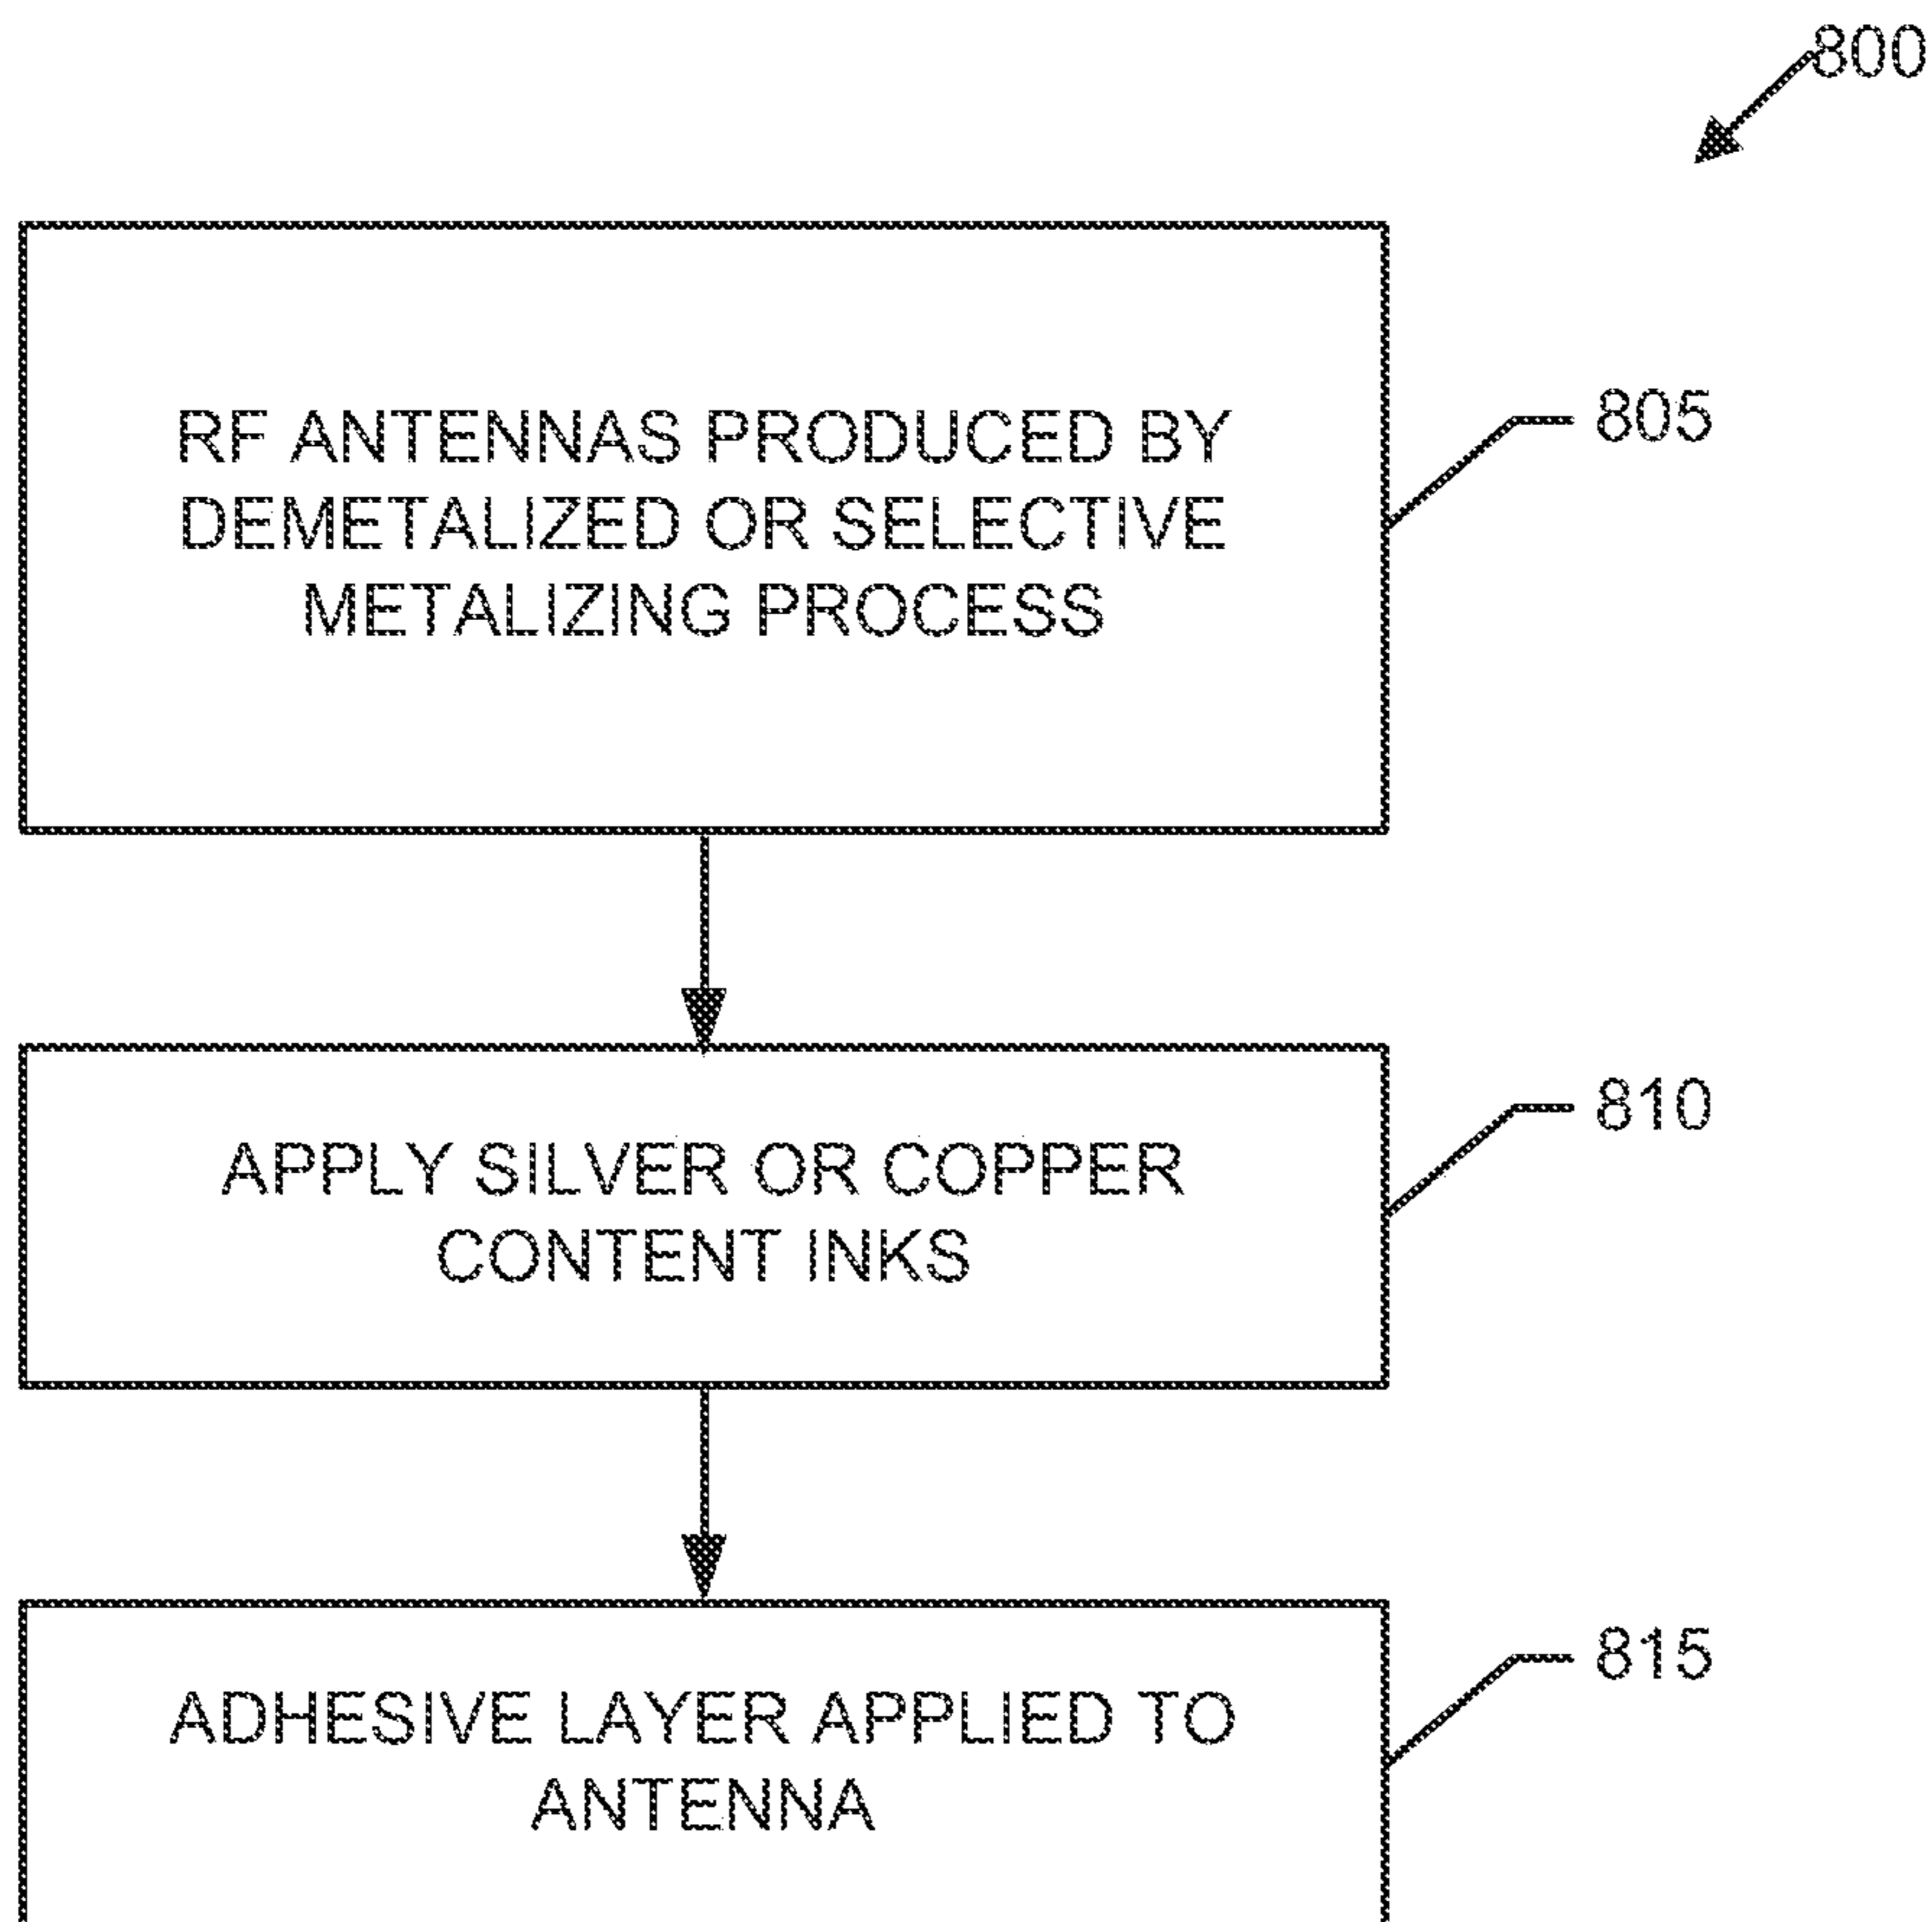 800
RF ANTENNAS PRODUCED BY
DEMETALIZED OR SELECTIVE
METALIZING PROCESS
805
APPLY SILVER OR COPPER
CONTENT INKS
810
ADHESIVE LAYER APPLIED TO
ANTENNA
815